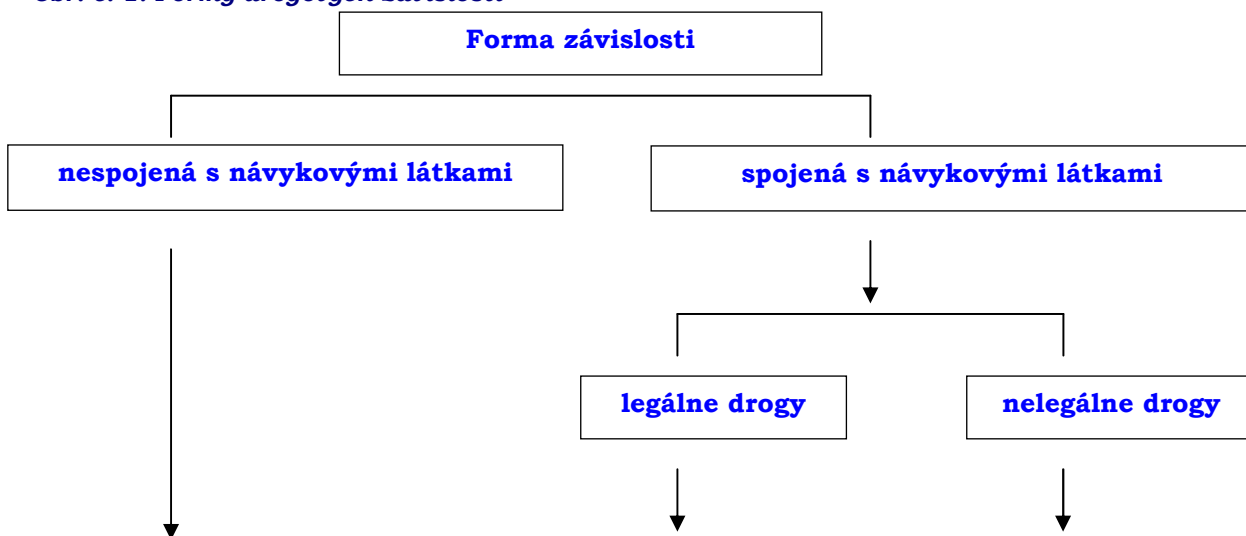 Forma závislosti
nespojená s návykovými látkami
spojená s návykovými látkami
legálne drogy
nelegálne drogy